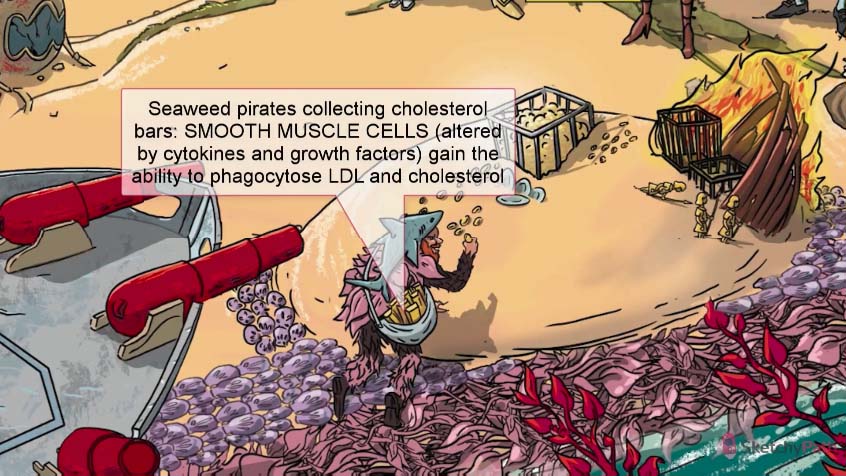 Seaweed pirates collecting cholesterol
bars: SMOOTH MUSCLE CELLS (altered
by cytokines and growth factors) gain the
ability to phagocytose LDL and cholesterol